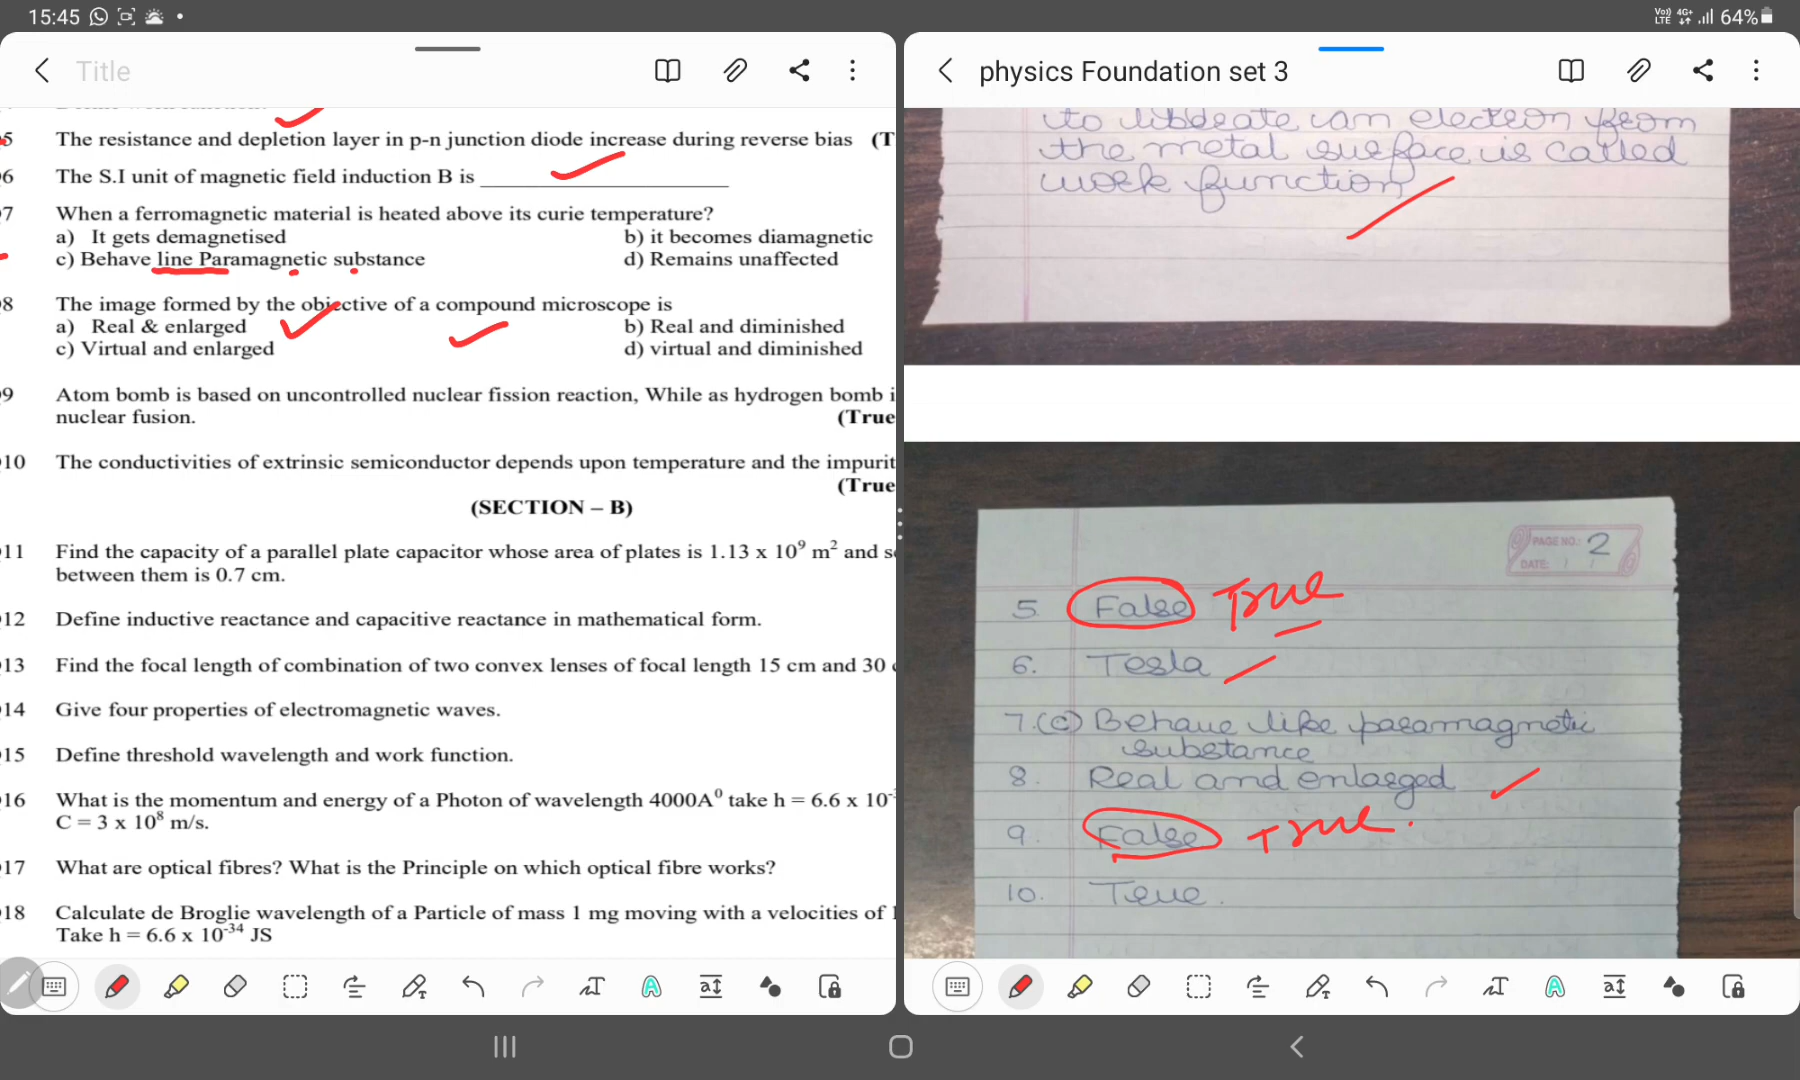 15:45
Vo)) LTE 4G+ 64%
Title
5 The resistance and depletion layer in p-n junction diode increase during reverse bias (T
6 The S.I unit of magnetic field induction B is ____________________
7 When a ferromagnetic material is heated above its curie temperature?
a) It gets demagnetised b) it becomes diamagnetic
c) Behave line Paramagnetic substance d) Remains unaffected
8 The image formed by the objective of a compound microscope is
a) Real & enlarged b) Real and diminished
c) Virtual and enlarged d) virtual and diminished
9 Atom bomb is based on uncontrolled nuclear fission reaction, While as hydrogen bomb i
nuclear fusion. (True
10 The conductivities of extrinsic semiconductor depends upon temperature and the impurit
(True
(SECTION – B)
11 Find the capacity of a parallel plate capacitor whose area of plates is 1.13 x 10⁹ m² and s
between them is 0.7 cm.
12 Define inductive reactance and capacitive reactance in mathematical form.
13 Find the focal length of combination of two convex lenses of focal length 15 cm and 30
14 Give four properties of electromagnetic waves.
15 Define threshold wavelength and work function.
16 What is the momentum and energy of a Photon of wavelength 4000A⁰ take h = 6.6 x 10⁻
C = 3 x 10⁸ m/s.
17 What are optical fibres? What is the Principle on which optical fibre works?
18 Calculate de Broglie wavelength of a Particle of mass 1 mg moving with a velocities of 1
Take h = 6.6 x 10⁻³⁴ JS
physics Foundation set 3
to liberate an electron from
the metal surface is called
work function
PAGE NO.: 2
DATE: / /
5. False True
6. Tesla
7.(c) Behave like paramagnetic
substance
8. Real and enlarged
9. False True.
10. True.